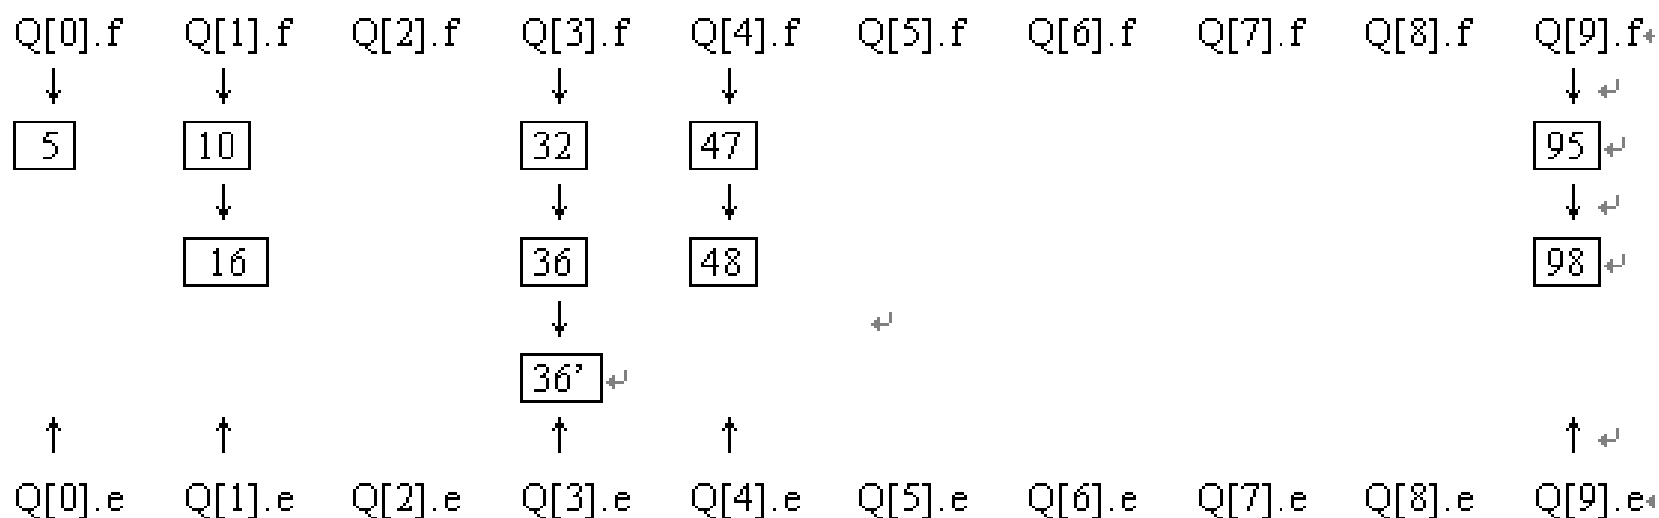 Q[0].f Q[1].f Q[2].f Q[3].f Q[4].f Q[5].f Q[6].f Q[7].f Q[8].f Q[9].f↵
↓ ↓ ↓ ↓ ↓ ↵
5 10 32 47 95↵
↓ ↓ ↓ ↓ ↵
16 36 48 98↵
↓ ↵
36’↵
↑ ↑ ↑ ↑ ↑ ↵
Q[0].e Q[1].e Q[2].e Q[3].e Q[4].e Q[5].e Q[6].e Q[7].e Q[8].e Q[9].e↵